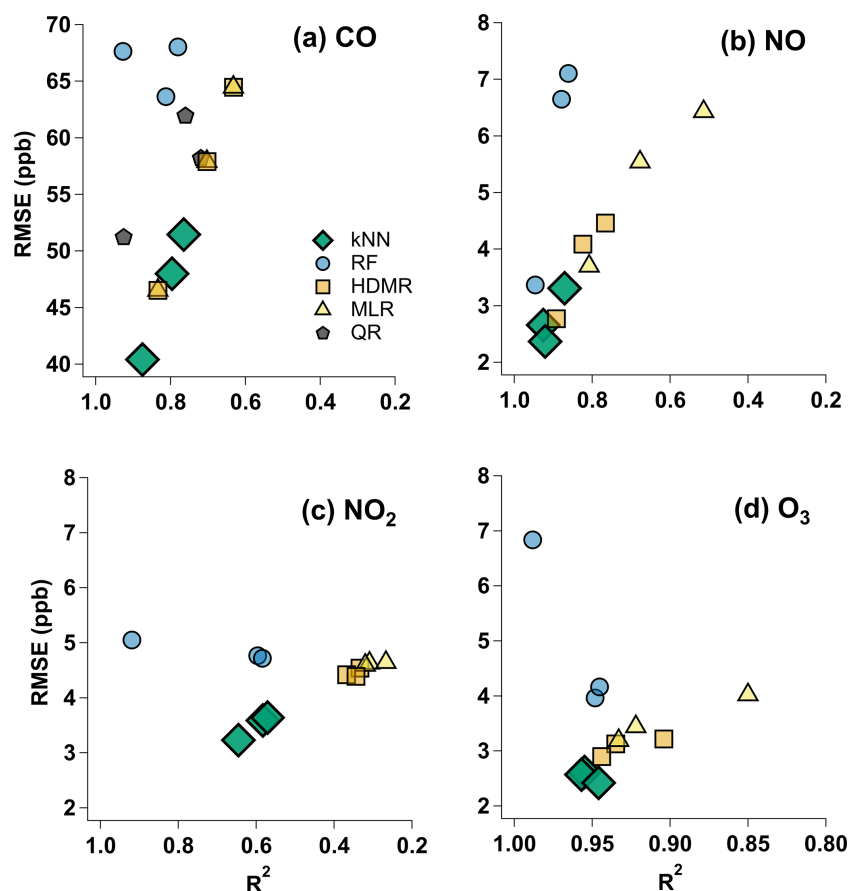 (a) CO
RMSE (ppb)
70
65
60
55
50
45
40
1.0 0.8 0.6 0.4 0.2
kNN
RF
HDMR
MLR
QR
(b) NO
8
7
6
5
4
3
2
1.0 0.8 0.6 0.4 0.2
(c) NO₂
RMSE (ppb)
8
7
6
5
4
3
2
1.0 0.8 0.6 0.4 0.2
R²
(d) O₃
8
7
6
5
4
3
2
1.00 0.95 0.90 0.85 0.80
R²